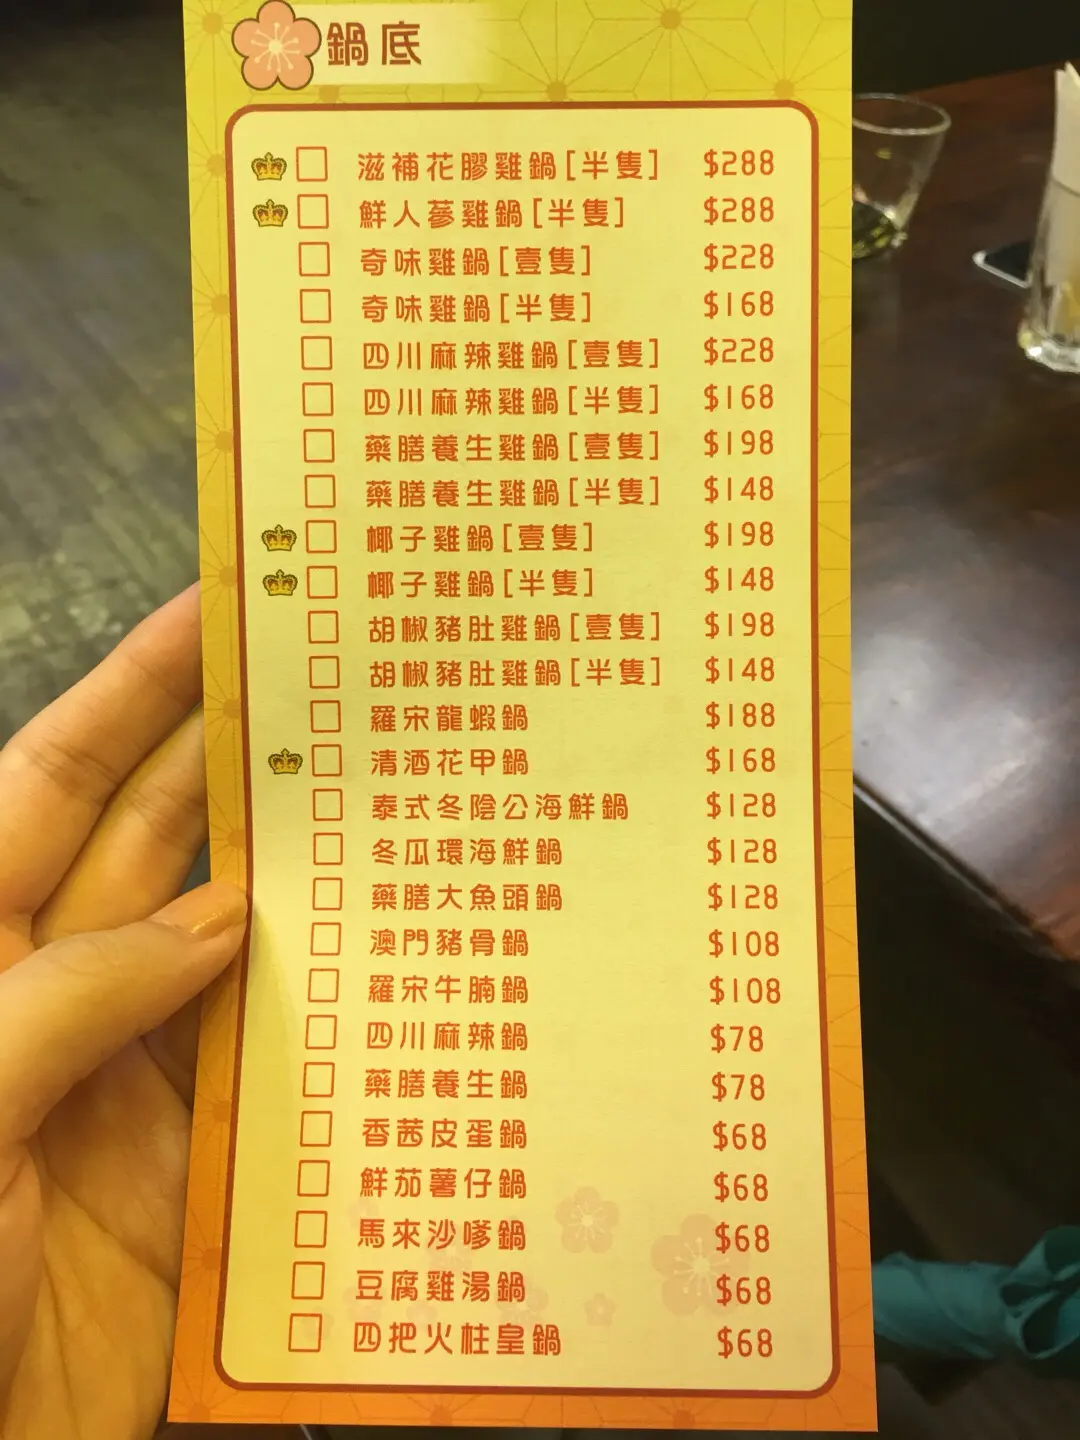 鍋底
滋補花膠雞鍋[半隻] $288
鮮人蔘雞鍋[半隻] $288
奇味雞鍋[壹隻] $228
奇味雞鍋[半隻] $168
四川麻辣雞鍋[壹隻] $228
四川麻辣雞鍋[半隻] $168
藥膳養生雞鍋[壹隻] $198
藥膳養生雞鍋[半隻] $148
椰子雞鍋[壹隻] $198
椰子雞鍋[半隻] $148
胡椒豬肚雞鍋[壹隻] $198
胡椒豬肚雞鍋[半隻] $148
羅宋龍蝦鍋 $188
清酒花甲鍋 $168
泰式冬陰公海鮮鍋 $128
冬瓜環海鮮鍋 $128
藥膳大魚頭鍋 $128
澳門豬骨鍋 $108
羅宋牛腩鍋 $108
四川麻辣鍋 $78
藥膳養生鍋 $78
香茜皮蛋鍋 $68
鮮茄薯仔鍋 $68
馬來沙嗲鍋 $68
豆腐雞湯鍋 $68
四把火柱皇鍋 $68